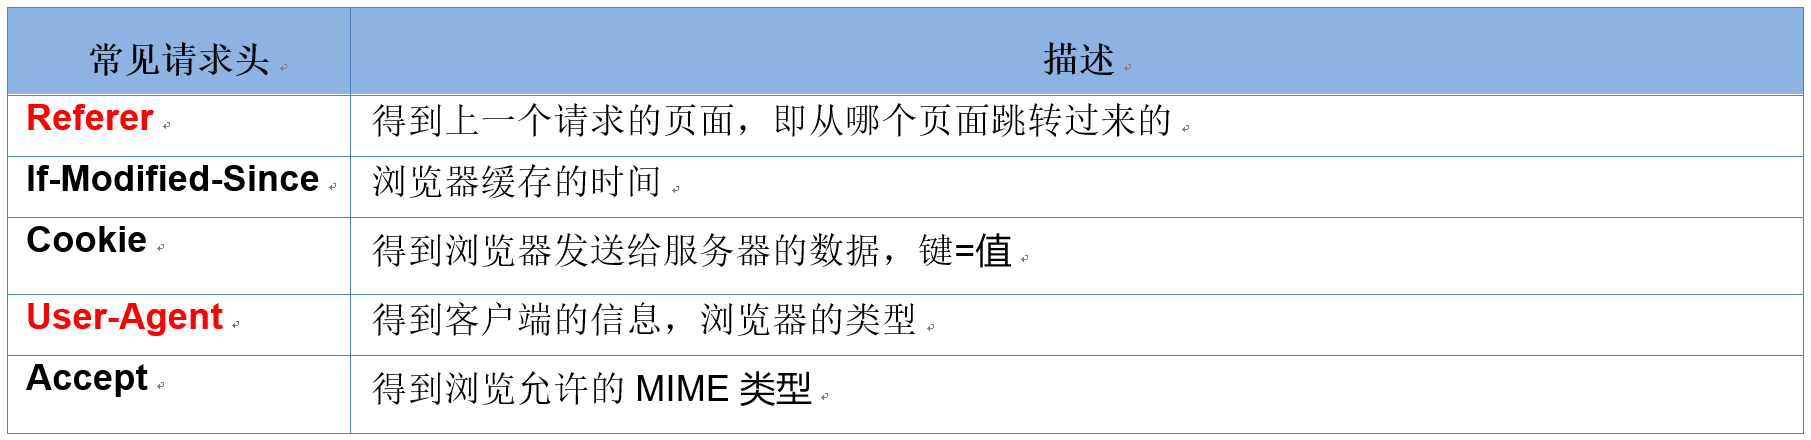 常见请求头 描述
Referer 得到上一个请求的页面，即从哪个页面跳转过来的
If-Modified-Since 浏览器缓存的时间
Cookie 得到浏览器发送给服务器的数据，键=值
User-Agent 得到客户端的信息，浏览器的类型
Accept 得到浏览允许的 MIME 类型